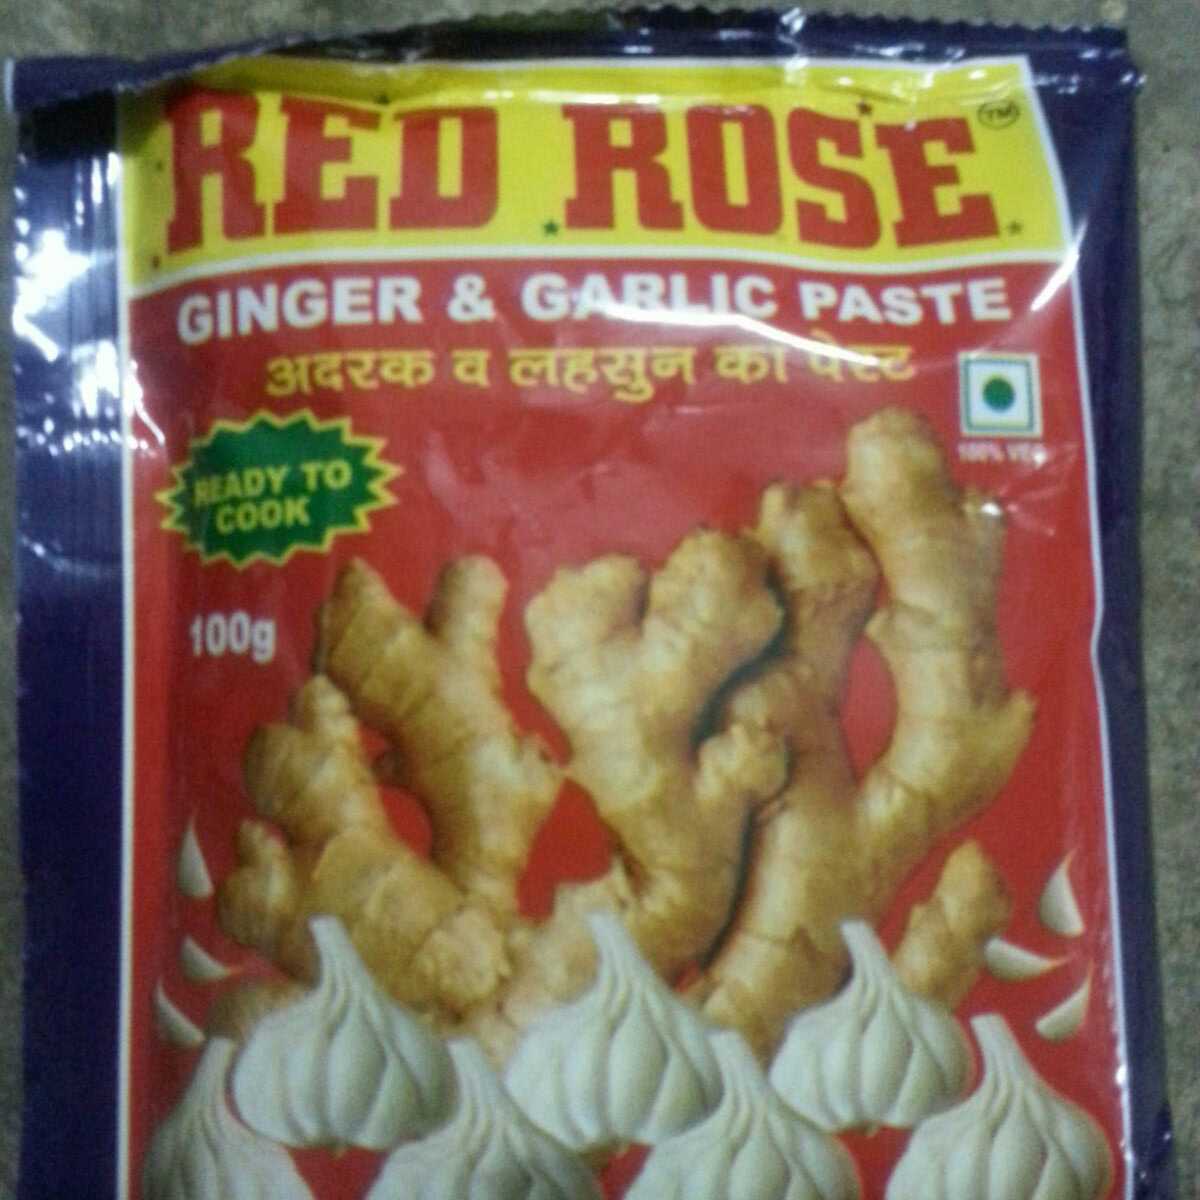 RED ROSE TM
GINGER & GARLIC PASTE
अदरक व लहसुन का पेस्ट
READY TO
COOK
100% VEG
100g